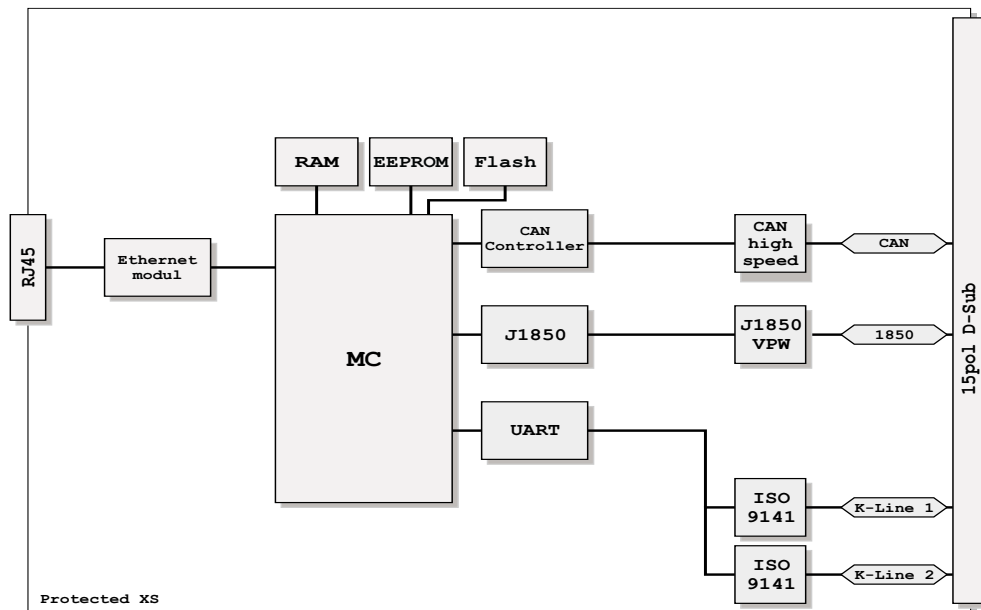 RAM
EEPROM
Flash
RJ45
Ethernet
modul
MC
CAN
Controller
CAN
high
speed
CAN
J1850
J1850
VPW
1850
UART
ISO
9141
K-Line 1
ISO
9141
K-Line 2
15pol D-Sub
Protected XS